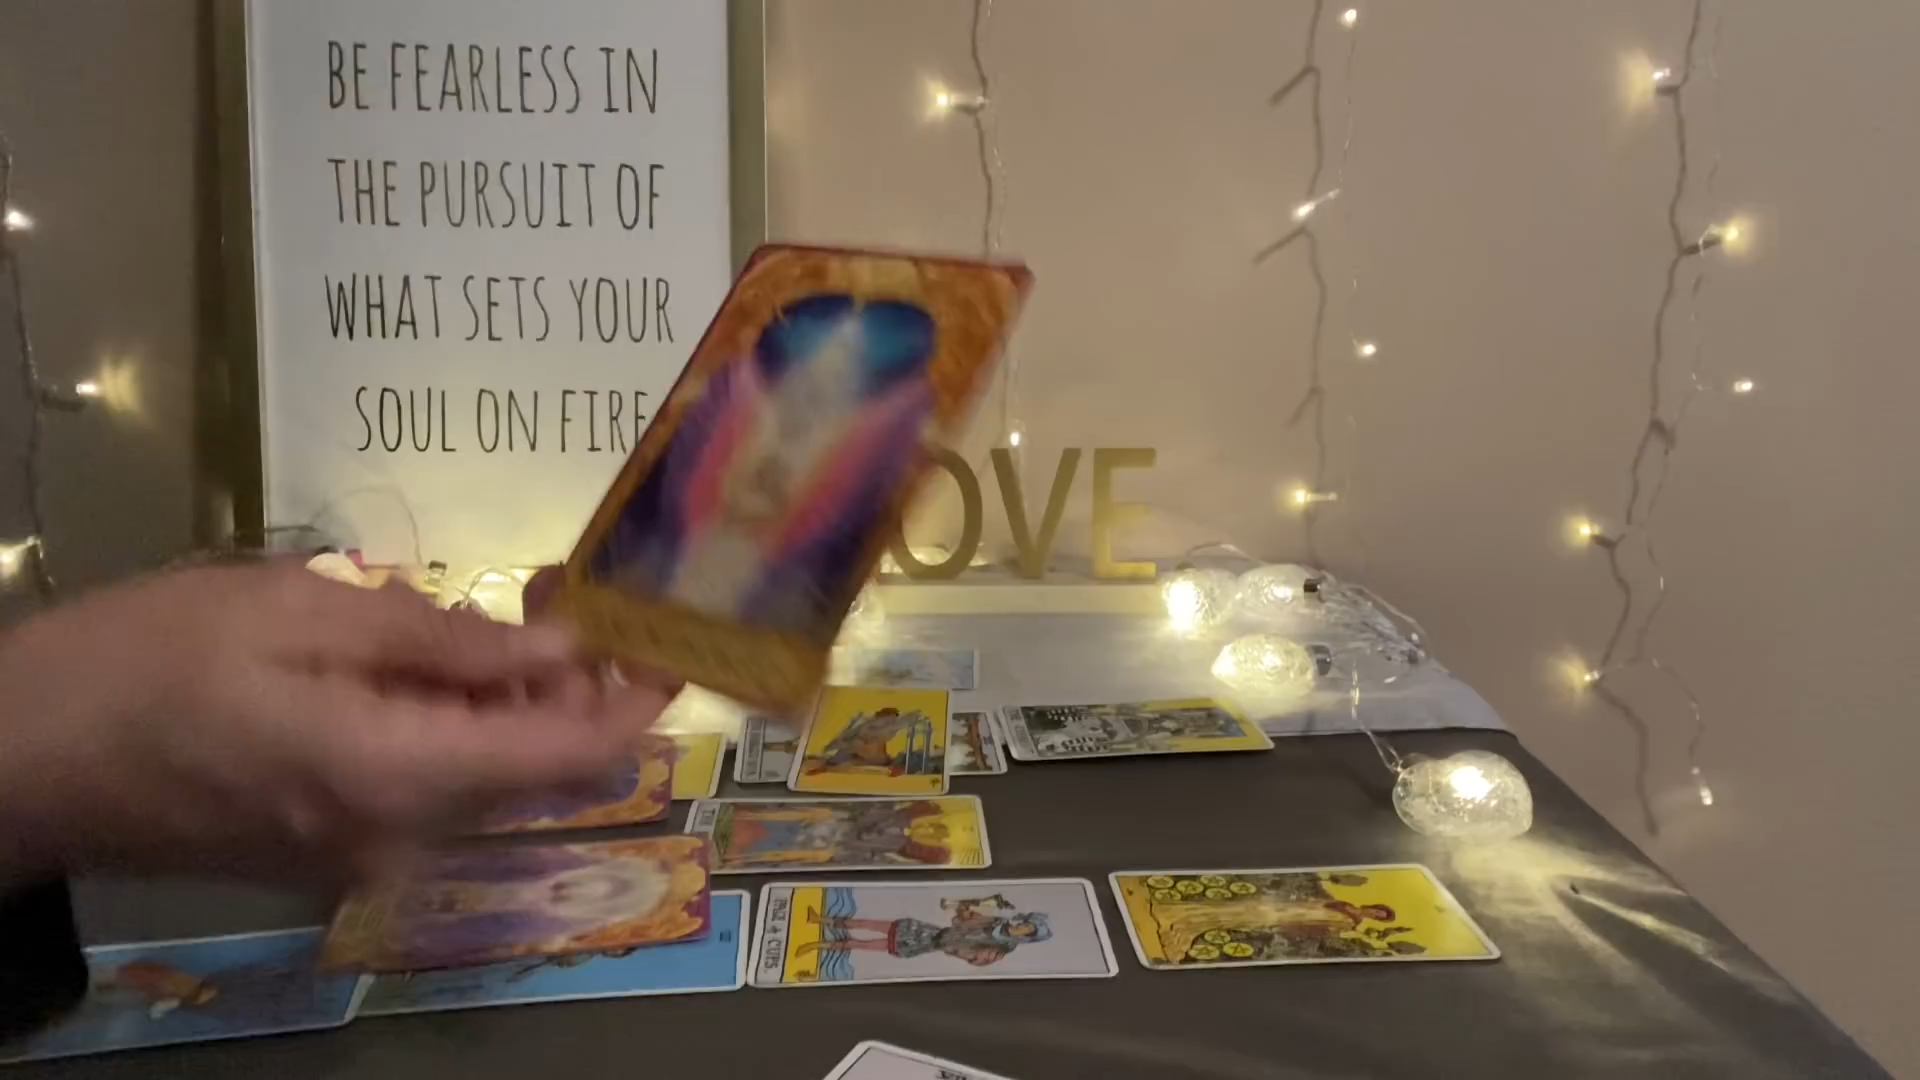 BE FEARLESS IN
THE PURSUIT OF
WHAT SETS YOUR
SOUL ON FIRE
OVE
PAGE of CUPS.